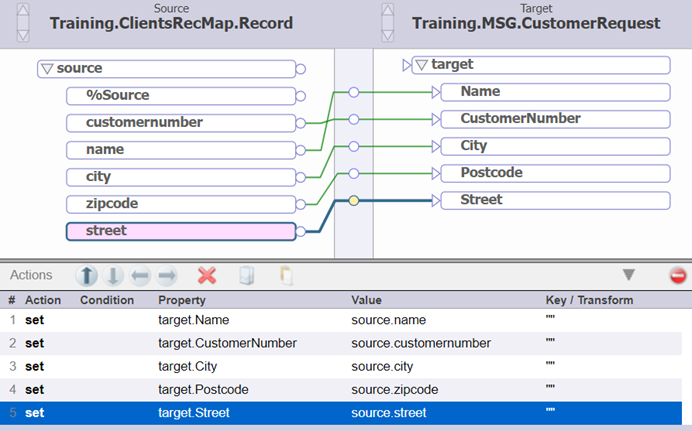 Source
Training.ClientsRecMap.Record
Target
Training.MSG.CustomerRequest
source
%Source
customernumber
name
city
zipcode
street
target
Name
CustomerNumber
City
Postcode
Street
Actions
# Action Condition Property Value Key / Transform
1 set target.Name source.name ""
2 set target.CustomerNumber source.customernumber ""
3 set target.City source.city ""
4 set target.Postcode source.zipcode ""
5 set target.Street source.street ""